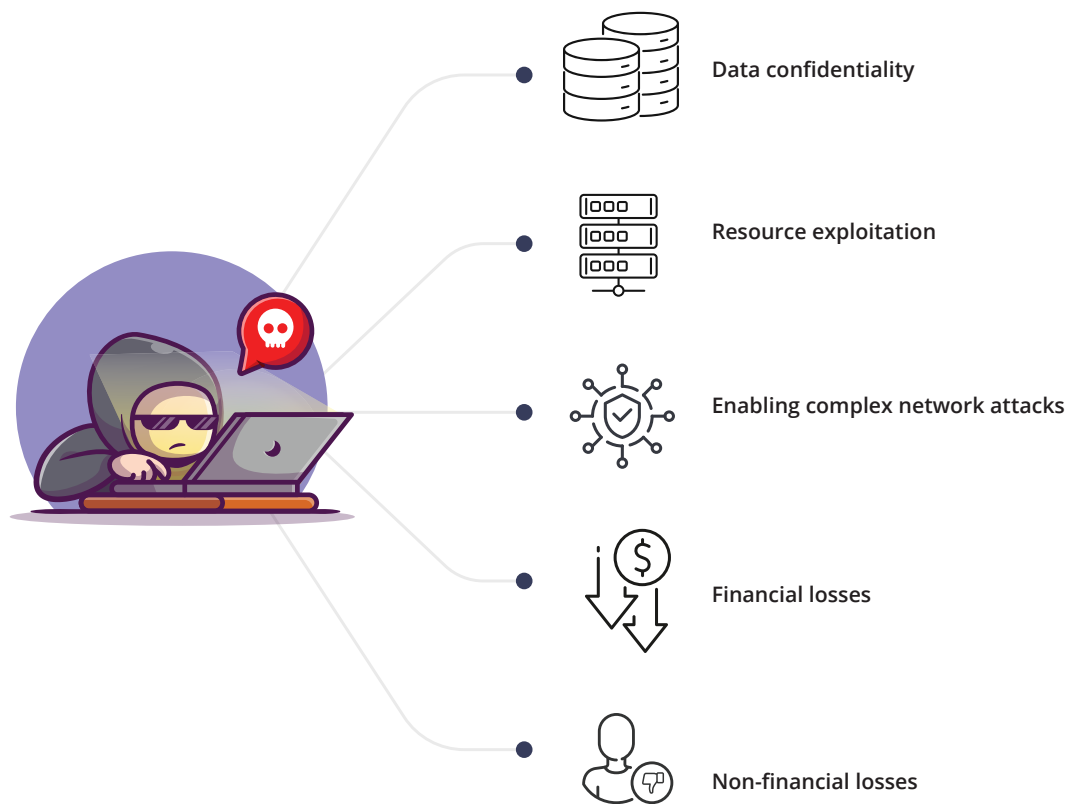 Data confidentiality
Resource exploitation
Enabling complex network attacks
Financial losses
Non-financial losses